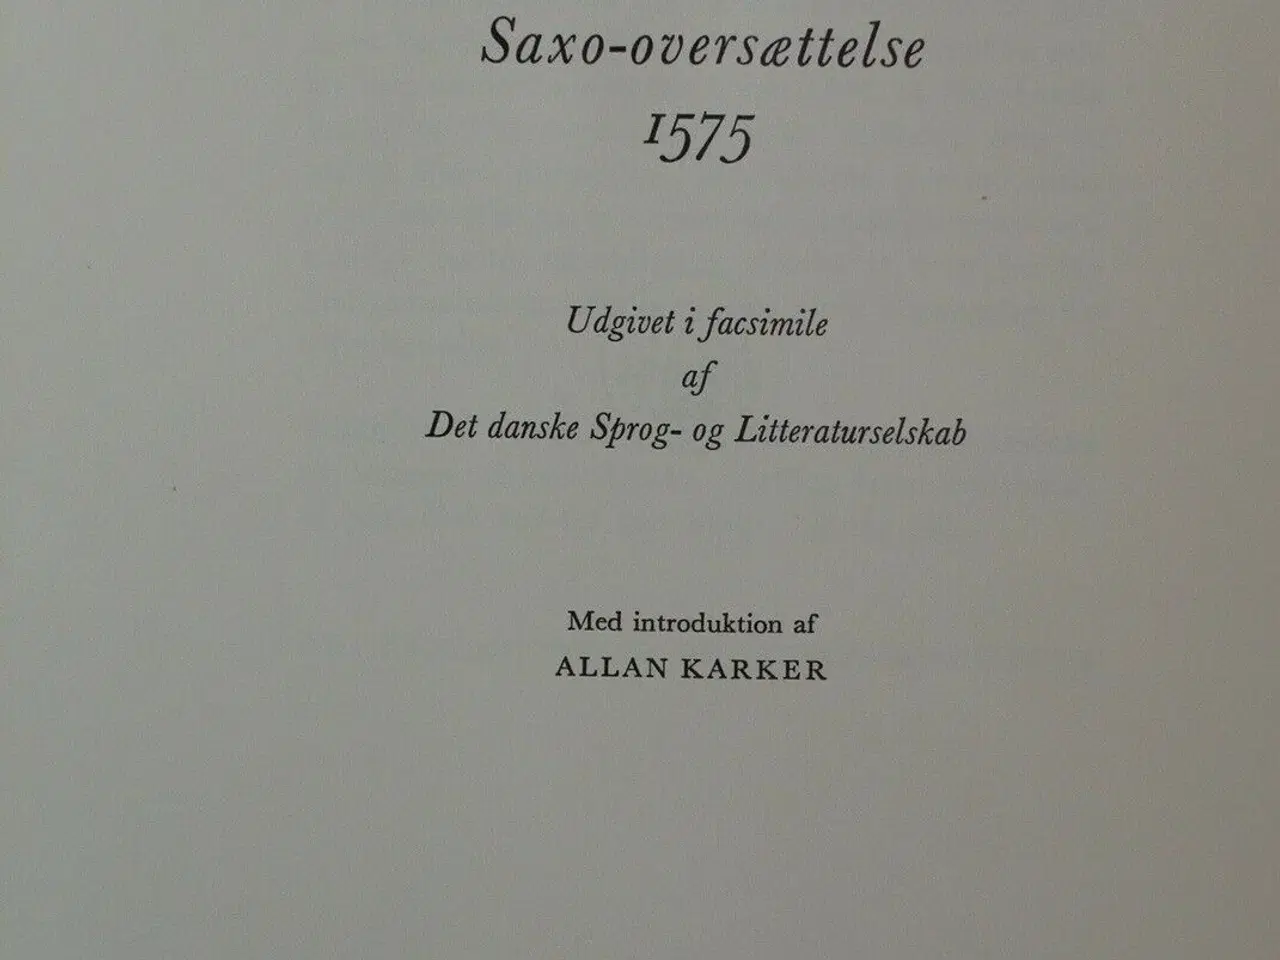 Saxo-oversættelse
1575
Udgivet i facsimile
af
Det danske Sprog- og Litteraturselskab
Med introduktion af
ALLAN KARKER